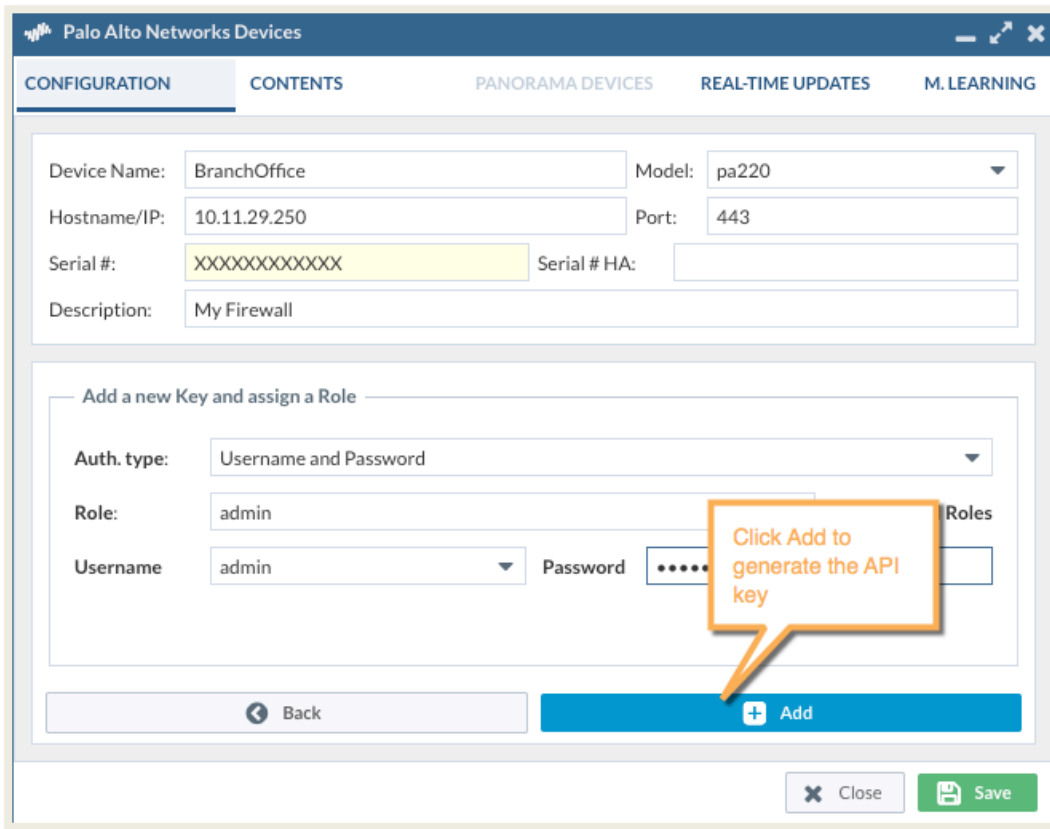 Palo Alto Networks Devices
CONFIGURATION CONTENTS PANORAMA DEVICES REAL-TIME UPDATES M. LEARNING
Device Name: BranchOffice Model: pa220
Hostname/IP: 10.11.29.250 Port: 443
Serial #: XXXXXXXXXXXX Serial # HA:
Description: My Firewall
Add a new Key and assign a Role
Auth. type: Username and Password
Role: admin Roles
Username admin Password •••••
Click Add to
generate the API
key
Back Add
Close Save